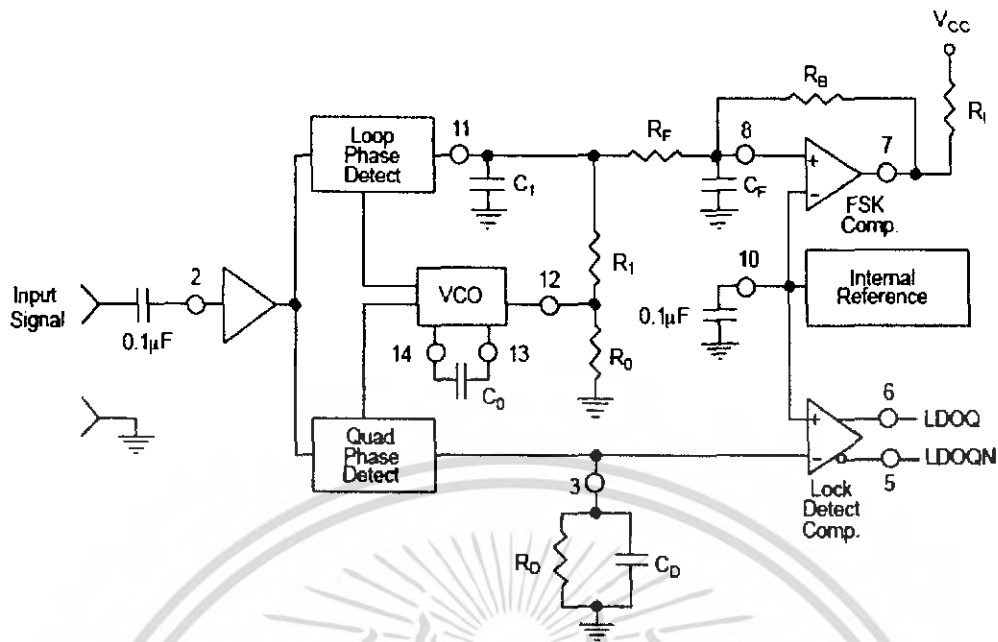 V_CC
R_B
R_L
Loop Phase Detect
11
C_1
R_F
8
C_F
+
−
7
FSK Comp.
R_1
10
Internal Reference
0.1µF
Input Signal
0.1µF
2
VCO
12
14
13
C_0
R_0
Quad Phase Detect
3
R_D
C_D
+
−
6
LDOQ
LDOQN
5
Lock Detect Comp.